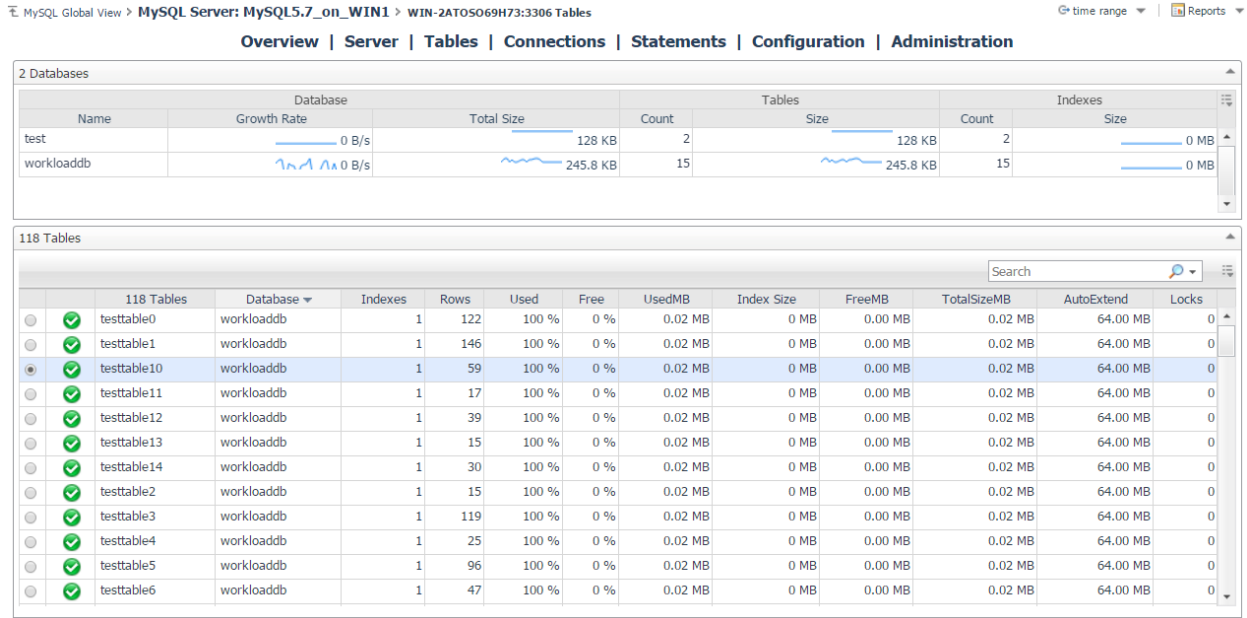 MySQL Global View > MySQL Server: MySQL5.7_on_WIN1 > WIN-2ATOSO69H73:3306 Tables time range Reports
Overview | Server | Tables | Connections | Statements | Configuration | Administration
2 Databases
Database Tables Indexes
Name Growth Rate Total Size Count Size Count Size
test 0 B/s 128 KB 2 128 KB 2 0 MB
workloaddb 0 B/s 245.8 KB 15 245.8 KB 15 0 MB
118 Tables
Search
118 Tables Database Indexes Rows Used Free UsedMB Index Size FreeMB TotalSizeMB AutoExtend Locks
testtable0 workloaddb 1 122 100 % 0 % 0.02 MB 0 MB 0.00 MB 0.02 MB 64.00 MB 0
testtable1 workloaddb 1 146 100 % 0 % 0.02 MB 0 MB 0.00 MB 0.02 MB 64.00 MB 0
testtable10 workloaddb 1 59 100 % 0 % 0.02 MB 0 MB 0.00 MB 0.02 MB 64.00 MB 0
testtable11 workloaddb 1 17 100 % 0 % 0.02 MB 0 MB 0.00 MB 0.02 MB 64.00 MB 0
testtable12 workloaddb 1 39 100 % 0 % 0.02 MB 0 MB 0.00 MB 0.02 MB 64.00 MB 0
testtable13 workloaddb 1 15 100 % 0 % 0.02 MB 0 MB 0.00 MB 0.02 MB 64.00 MB 0
testtable14 workloaddb 1 30 100 % 0 % 0.02 MB 0 MB 0.00 MB 0.02 MB 64.00 MB 0
testtable2 workloaddb 1 15 100 % 0 % 0.02 MB 0 MB 0.00 MB 0.02 MB 64.00 MB 0
testtable3 workloaddb 1 119 100 % 0 % 0.02 MB 0 MB 0.00 MB 0.02 MB 64.00 MB 0
testtable4 workloaddb 1 25 100 % 0 % 0.02 MB 0 MB 0.00 MB 0.02 MB 64.00 MB 0
testtable5 workloaddb 1 96 100 % 0 % 0.02 MB 0 MB 0.00 MB 0.02 MB 64.00 MB 0
testtable6 workloaddb 1 47 100 % 0 % 0.02 MB 0 MB 0.00 MB 0.02 MB 64.00 MB 0